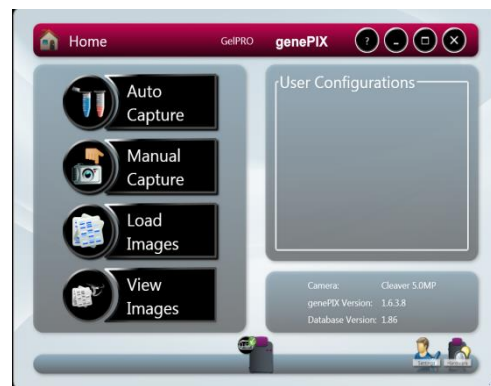 Home
GelPRO
genePIX
?
User Configurations
Auto
Capture
Manual
Capture
Load
Images
View
Images
Camera: Cleaver 5.0MP
genePIX Version: 1.6.3.8
Database Version: 1.86